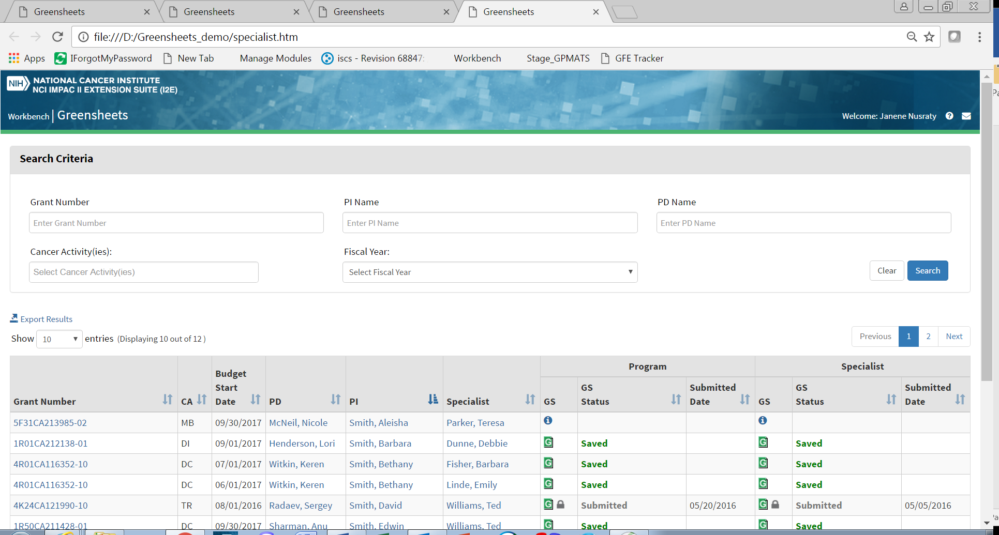 Greensheets Greensheets Greensheets Greensheets
file:///D:/Greensheets_demo/specialist.htm
Apps IForgotMyPassword New Tab Manage Modules iscs - Revision 68847: Workbench Stage_GPMATS GFE Tracker
NIH NATIONAL CANCER INSTITUTE
NCI IMPAC II EXTENSION SUITE (I2E)
Workbench | Greensheets
Welcome: Janene Nusraty
Search Criteria
Grant Number PI Name PD Name
Enter Grant Number Enter PI Name Enter PD Name
Cancer Activity(ies): Fiscal Year:
Select Cancer Activity(ies) Select Fiscal Year Clear Search
Export Results
Show 10 entries (Displaying 10 out of 12 ) Previous 1 2 Next
Program Specialist
Grant Number CA Budget Start Date PD PI Specialist GS GS Status Submitted Date GS GS Status Submitted Date
5F31CA213985-02 MB 09/30/2017 McNeil, Nicole Smith, Aleisha Parker, Teresa
1R01CA212138-01 DI 09/01/2017 Henderson, Lori Smith, Barbara Dunne, Debbie G Saved G Saved
4R01CA116352-10 DC 07/01/2017 Witkin, Keren Smith, Bethany Fisher, Barbara G Saved G Saved
4R01CA116352-10 DC 06/01/2017 Witkin, Keren Smith, Bethany Linde, Emily G Saved G Saved
4K24CA121990-10 TR 08/01/2016 Radaev, Sergey Smith, David Williams, Ted G Submitted 05/20/2016 G Submitted 05/05/2016
1R50CA211428-01 DC 09/30/2017 Sharman, Anu Smith, Edwin Williams, Ted G Saved G Saved